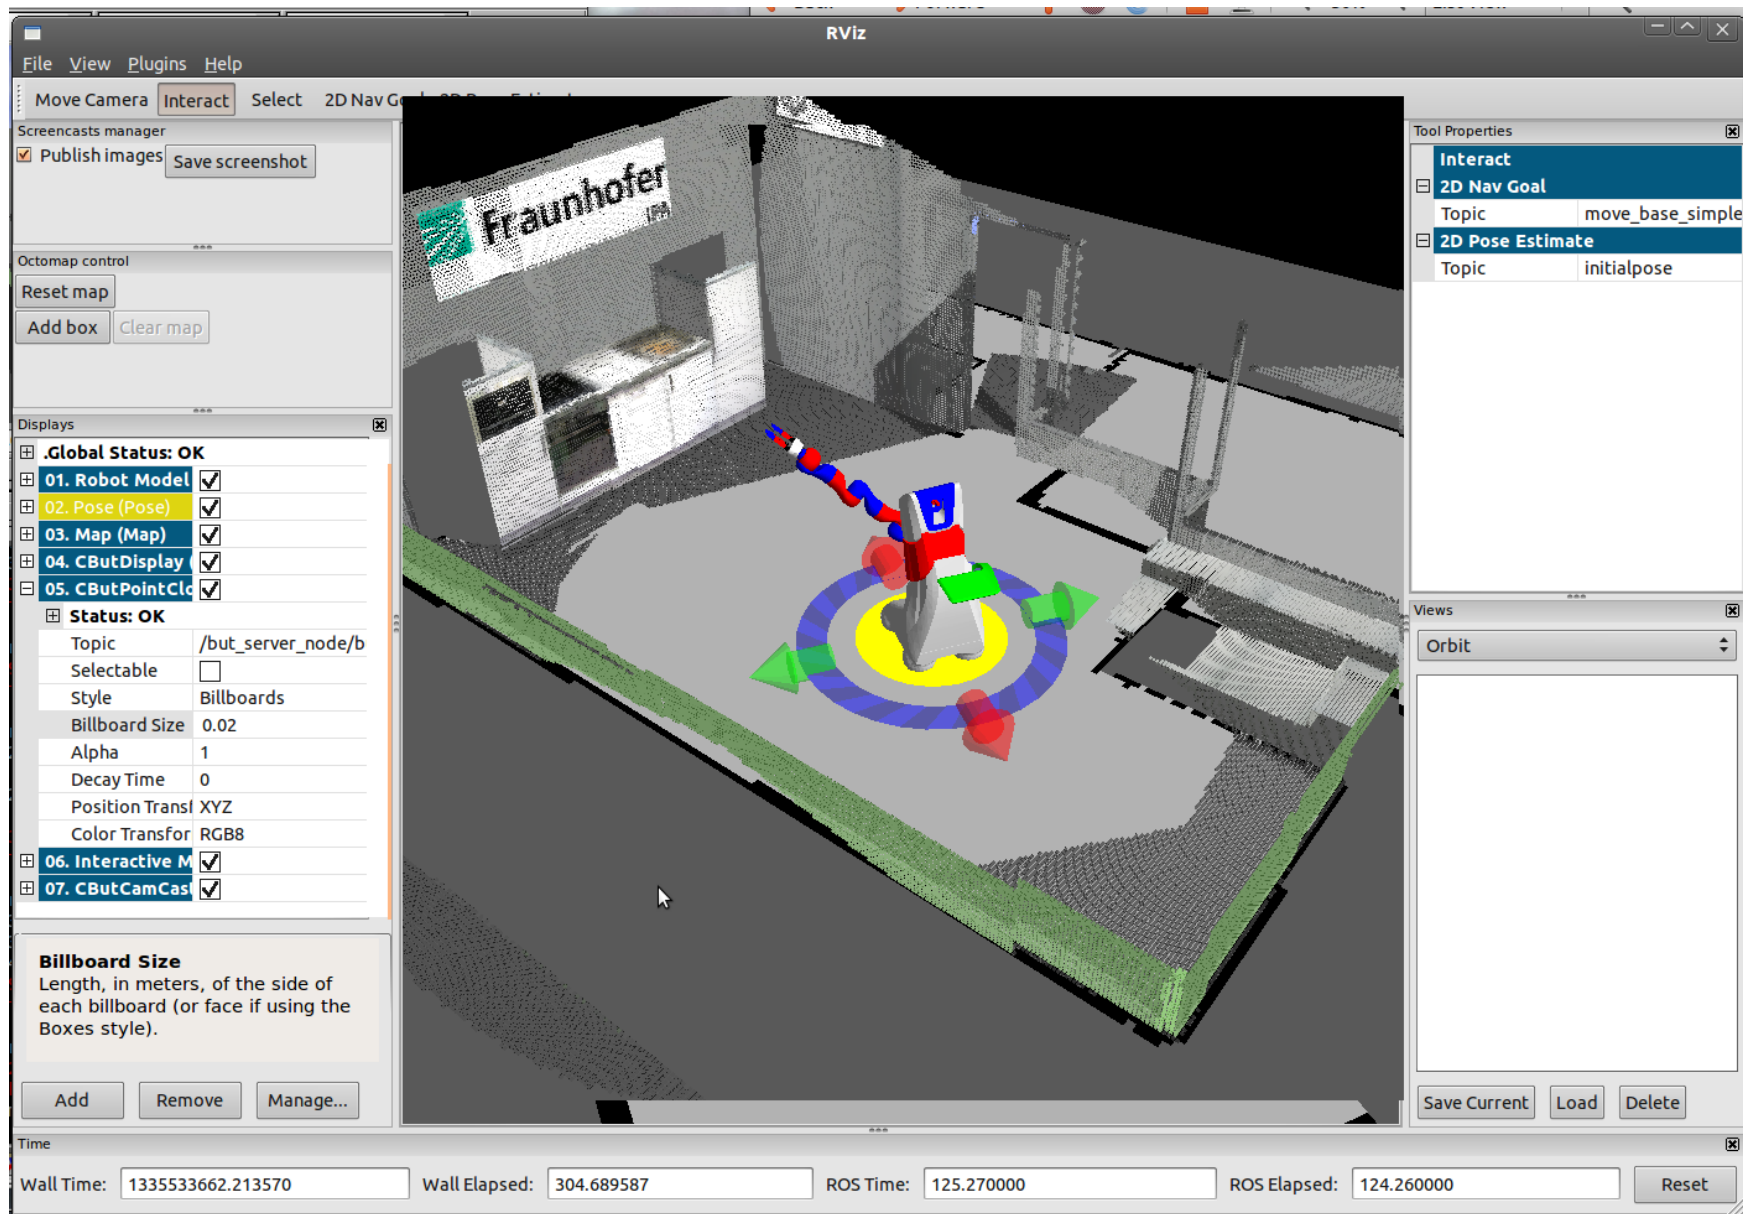 RViz
File View Plugins Help
Move Camera Interact Select 2D Nav
Screencasts manager
Publish images Save screenshot
Octomap control
Reset map
Add box Clear map
Displays
.Global Status: OK
01. Robot Model
02. Pose (Pose)
03. Map (Map)
04. CButDisplay (
05. CButPointClo
Status: OK
Topic /but_server_node/b
Selectable
Style Billboards
Billboard Size 0.02
Alpha 1
Decay Time 0
Position Transf XYZ
Color Transfor RGB8
06. Interactive M
07. CButCamCast
Billboard Size
Length, in meters, of the side of
each billboard (or face if using the
Boxes style).
Add Remove Manage...
Fraunhofer
IPA
Tool Properties
Interact
2D Nav Goal
Topic move_base_simple
2D Pose Estimate
Topic initialpose
Views
Orbit
Save Current Load Delete
Time
Wall Time: 1335533662.213570 Wall Elapsed: 304.689587 ROS Time: 125.270000 ROS Elapsed: 124.260000 Reset